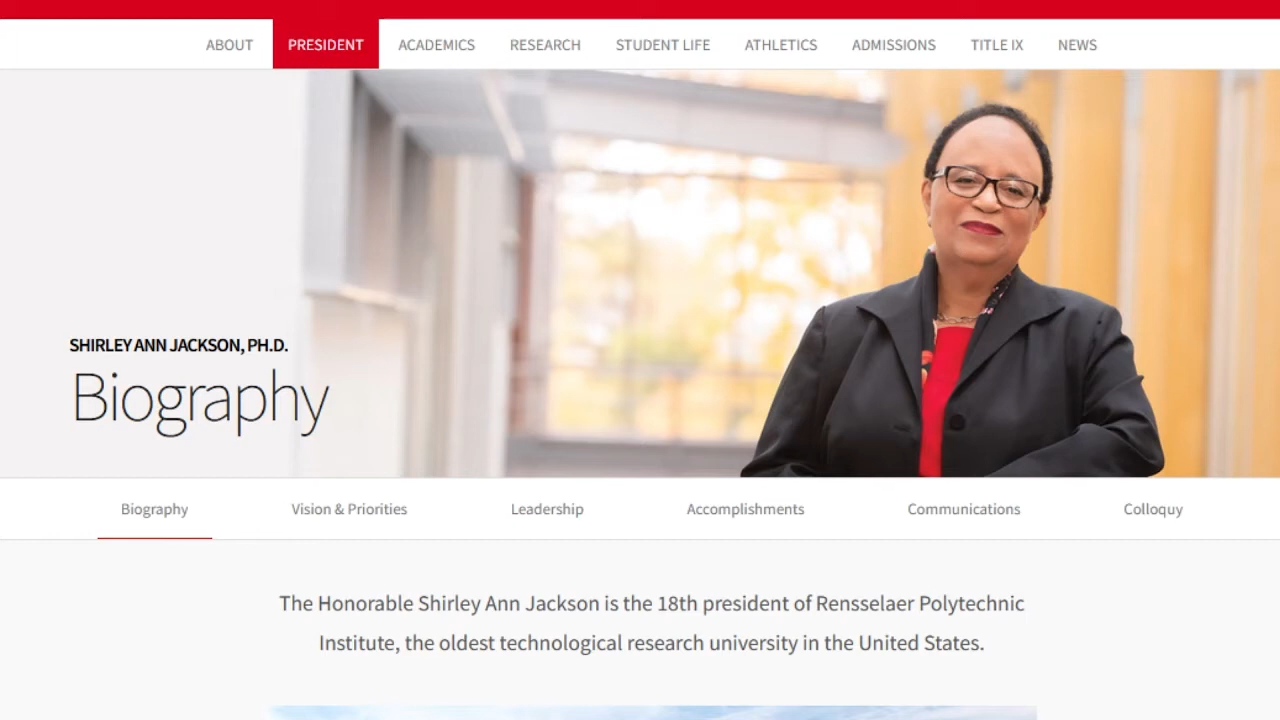 ABOUT PRESIDENT ACADEMICS RESEARCH STUDENT LIFE ATHLETICS ADMISSIONS TITLE IX NEWS
SHIRLEY ANN JACKSON, PH.D.
Biography
Biography Vision & Priorities Leadership Accomplishments Communications Colloquy
The Honorable Shirley Ann Jackson is the 18th president of Rensselaer Polytechnic
Institute, the oldest technological research university in the United States.